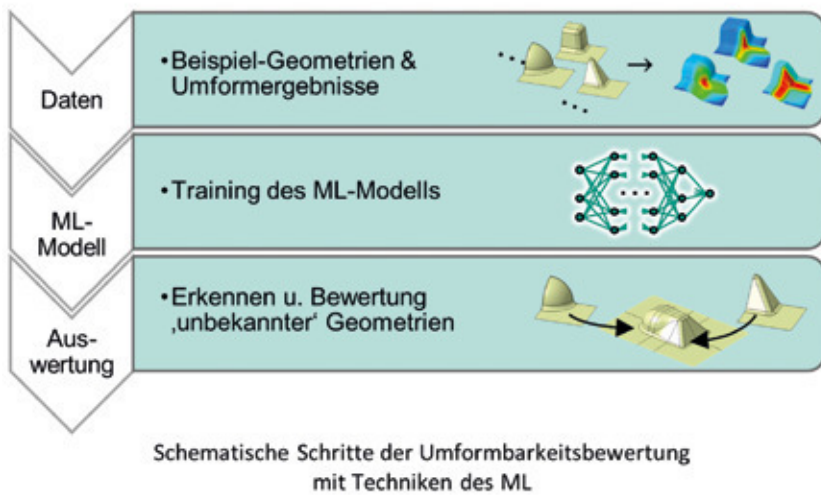 Daten
•Beispiel-Geometrien &
Umformergebnisse
ML-
Modell
•Training des ML-Modells
Aus-
wertung
•Erkennen u. Bewertung
‚unbekannter‘ Geometrien
Schematische Schritte der Umformbarkeitsbewertung
mit Techniken des ML